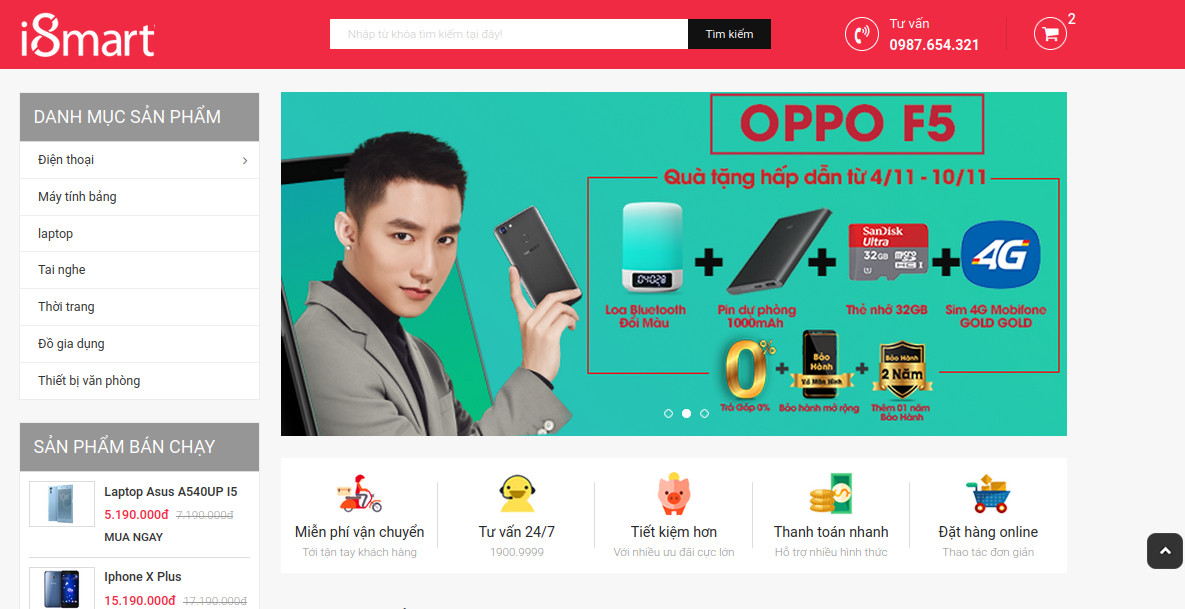 i8mart
Nhập từ khóa tìm kiếm tại đây!
Tìm kiếm
Tư vấn
0987.654.321
2
DANH MỤC SẢN PHẨM
Điện thoại
Máy tính bảng
laptop
Tai nghe
Thời trang
Đồ gia dụng
Thiết bị văn phòng
SẢN PHẨM BÁN CHẠY
Laptop Asus A540UP I5
5.190.000đ 7.190.000đ
MUA NGAY
Iphone X Plus
15.190.000đ 17.190.000đ
OPPO F5
Quà tặng hấp dẫn từ 4/11 - 10/11
SanDisk
Ultra
32GB
micro
HC I
4G
Loa Bluetooth
Đổi Màu
Pin dự phòng
1000mAh
Thẻ nhớ 32GB
Sim 4G Mobifone
GOLD GOLD
0%
Trả Góp 0%
Bảo
Hành
Vỡ Màn Hình
Bảo hành mở rộng
Bảo Hành
2 Năm
Thêm 01 năm
Bảo Hành
Miễn phí vận chuyển
Tới tận tay khách hàng
Tư vấn 24/7
1900.9999
Tiết kiệm hơn
Với nhiều ưu đãi cực lớn
Thanh toán nhanh
Hỗ trợ nhiều hình thức
Đặt hàng online
Thao tác đơn giản